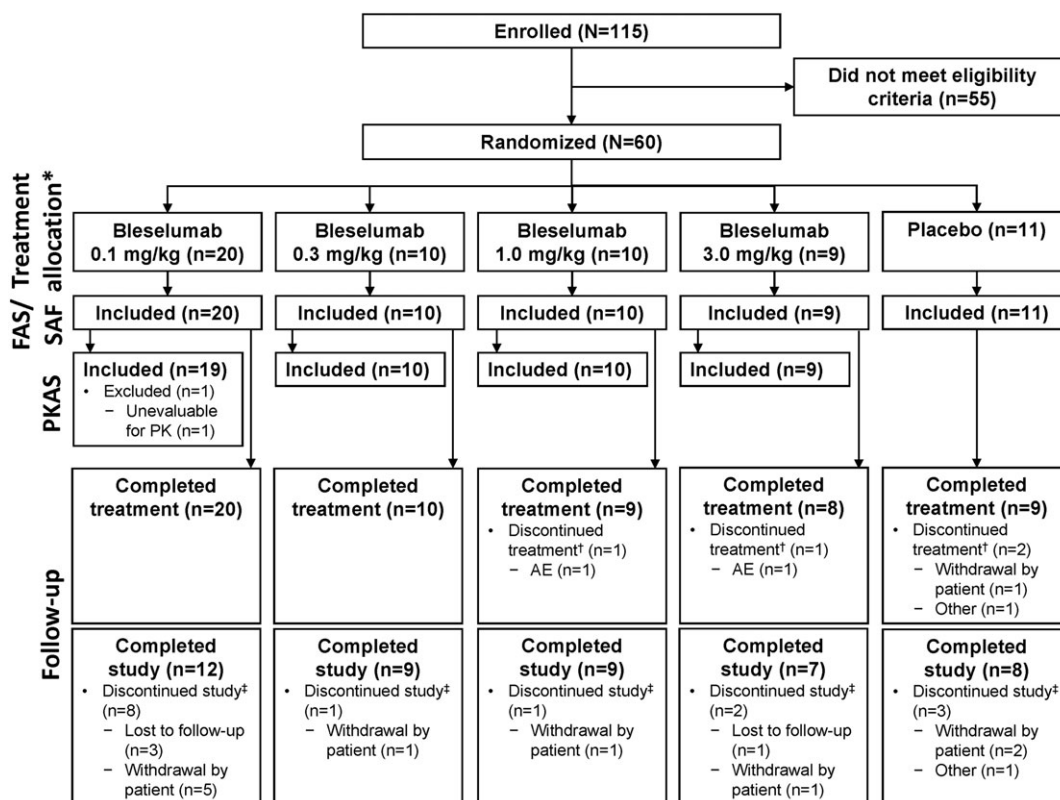 Enrolled (N=115)
Did not meet eligibility
criteria (n=55)
Randomized (N=60)
Treatment
allocation*
Bleselumab
0.1 mg/kg (n=20)
Bleselumab
0.3 mg/kg (n=10)
Bleselumab
1.0 mg/kg (n=10)
Bleselumab
3.0 mg/kg (n=9)
Placebo (n=11)
FAS/
SAF
Included (n=20)
Included (n=10)
Included (n=10)
Included (n=9)
Included (n=11)
PKAS
Included (n=19)
• Excluded (n=1)
− Unevaluable
for PK (n=1)
Included (n=10)
Included (n=10)
Included (n=9)
Follow-up
Completed
treatment (n=20)
Completed
treatment (n=10)
Completed
treatment (n=9)
• Discontinued
treatment† (n=1)
− AE (n=1)
Completed
treatment (n=8)
• Discontinued
treatment† (n=1)
− AE (n=1)
Completed
treatment (n=9)
• Discontinued
treatment† (n=2)
− Withdrawal by
patient (n=1)
− Other (n=1)
Completed
study (n=12)
• Discontinued study‡
(n=8)
− Lost to follow-up
(n=3)
− Withdrawal by
patient (n=5)
Completed
study (n=9)
• Discontinued study‡
(n=1)
− Withdrawal by
patient (n=1)
Completed
study (n=9)
• Discontinued study‡
(n=1)
− Withdrawal by
patient (n=1)
Completed
study (n=7)
• Discontinued study‡
(n=2)
− Lost to follow-up
(n=1)
− Withdrawal by
patient (n=1)
Completed
study (n=8)
• Discontinued study‡
(n=3)
− Withdrawal by
patient (n=2)
− Other (n=1)